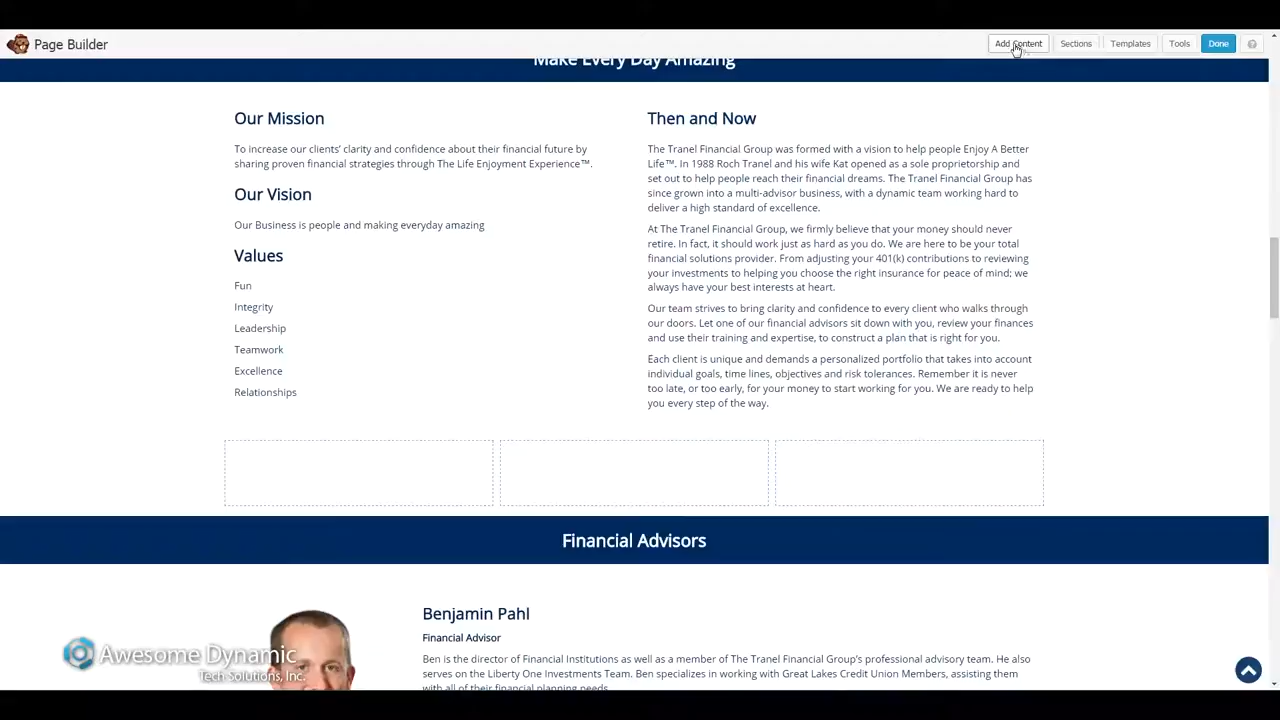 Page Builder
Add Content
Sections
Templates
Tools
Done
Make Every Day Amazing
Our Mission
To increase our clients' clarity and confidence about their financial future by
sharing proven financial strategies through The Life Enjoyment Experience™.
Our Vision
Our Business is people and making everyday amazing
Values
Fun
Integrity
Leadership
Teamwork
Excellence
Relationships
Then and Now
The Tranel Financial Group was formed with a vision to help people Enjoy A Better
Life™. In 1988 Roch Tranel and his wife Kat opened as a sole proprietorship and
set out to help people reach their financial dreams. The Tranel Financial Group has
since grown into a multi-advisor business, with a dynamic team working hard to
deliver a high standard of excellence.
At The Tranel Financial Group, we firmly believe that your money should never
retire. In fact, it should work just as hard as you do. We are here to be your total
financial solutions provider. From adjusting your 401(k) contributions to reviewing
your investments to helping you choose the right insurance for peace of mind; we
always have your best interests at heart.
Our team strives to bring clarity and confidence to every client who walks through
our doors. Let one of our financial advisors sit down with you, review your finances
and use their training and expertise, to construct a plan that is right for you.
Each client is unique and demands a personalized portfolio that takes into account
individual goals, time lines, objectives and risk tolerances. Remember it is never
too late, or too early, for your money to start working for you. We are ready to help
you every step of the way.
Financial Advisors
Benjamin Pahl
Financial Advisor
Ben is the director of Financial Institutions as well as a member of The Tranel Financial Group's professional advisory team. He also
serves on the Liberty One Investments Team. Ben specializes in working with Great Lakes Credit Union Members, assisting them
with all of their financial planning needs.
Awesome Dynamic
Tech Solutions, Inc.